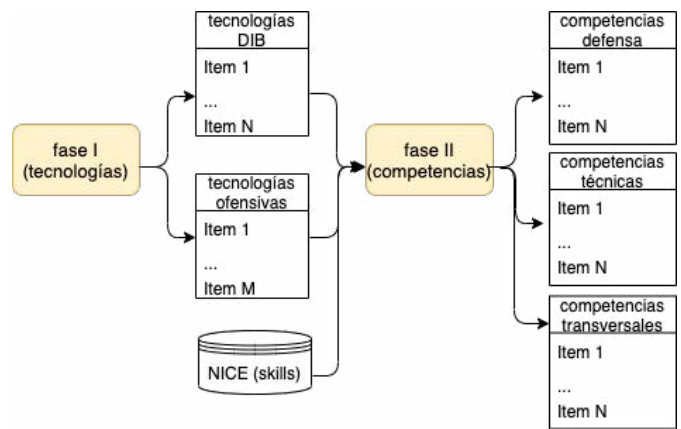 fase I
(tecnologías)
tecnologías
DIB
Item 1
...
Item N
tecnologías
ofensivas
Item 1
...
Item M
NICE (skills)
fase II
(competencias)
competencias
defensa
Item 1
...
Item N
competencias
técnicas
Item 1
...
Item N
competencias
transversales
Item 1
...
Item N